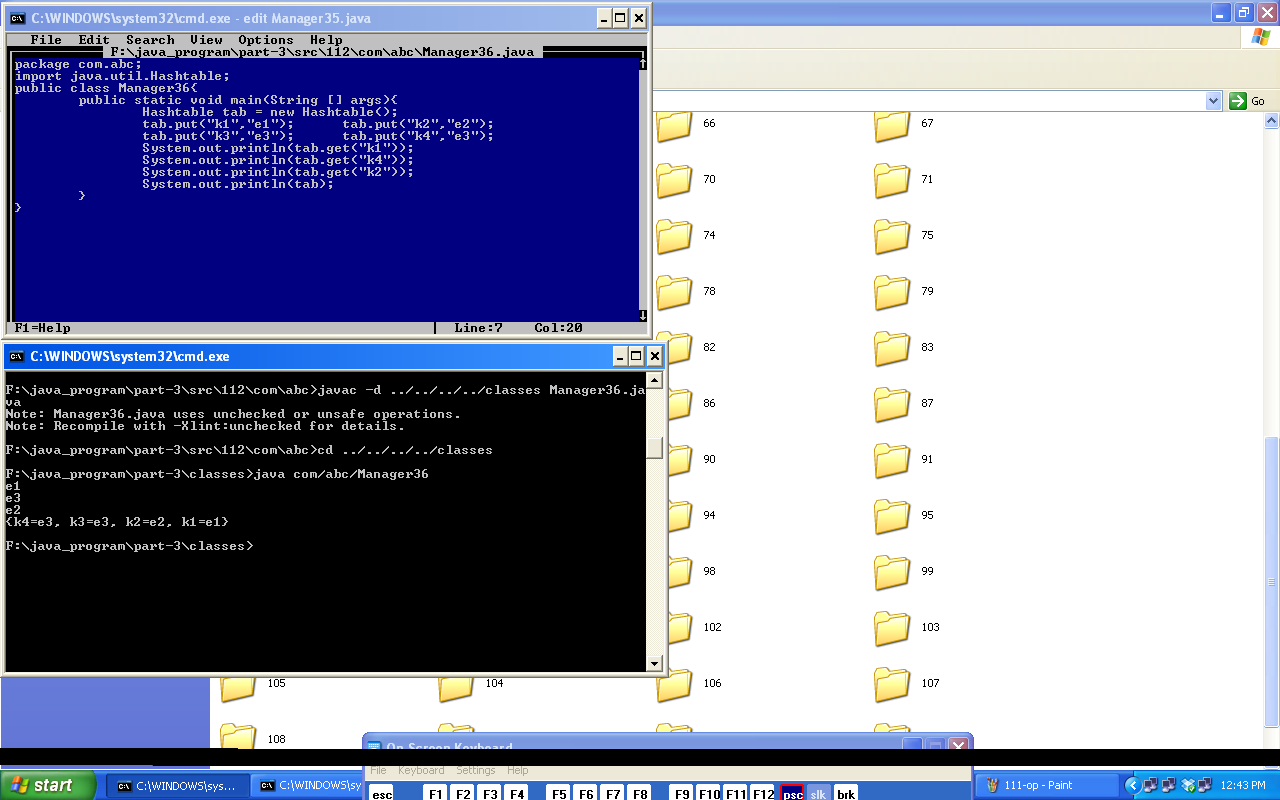 C:\WINDOWS\system32\cmd.exe - edit Manager35.java
File Edit Search View Options Help
F:\java_program\part-3\src\112\com\abc\Manager36.java
package com.abc;
import java.util.Hashtable;
public class Manager36{
public static void main(String [] args){
Hashtable tab = new Hashtable();
tab.put("k1","e1"); tab.put("k2","e2");
tab.put("k3","e3"); tab.put("k4","e3");
System.out.println(tab.get("k1"));
System.out.println(tab.get("k4"));
System.out.println(tab.get("k2"));
System.out.println(tab);
}
}
F1=Help Line:7 Col:20
C:\WINDOWS\system32\cmd.exe
F:\java_program\part-3\src\112\com\abc>javac -d ../../../../classes Manager36.ja
va
Note: Manager36.java uses unchecked or unsafe operations.
Note: Recompile with -Xlint:unchecked for details.
F:\java_program\part-3\src\112\com\abc>cd ../../../../classes
F:\java_program\part-3\classes>java com/abc/Manager36
e1
e3
e2
{k4=e3, k3=e3, k2=e2, k1=e1}
F:\java_program\part-3\classes>
Go
66 67
70 71
74 75
78 79
82 83
86 87
90 91
94 95
98 99
102 103
105 104 106 107
108
On-Screen Keyboard
File Keyboard Settings Help
esc F1 F2 F3 F4 F5 F6 F7 F8 F9 F10 F11 F12 psc slk brk
start C:\WINDOWS\sys... C:\WINDOWS\sy 111-op - Paint 12:43 PM